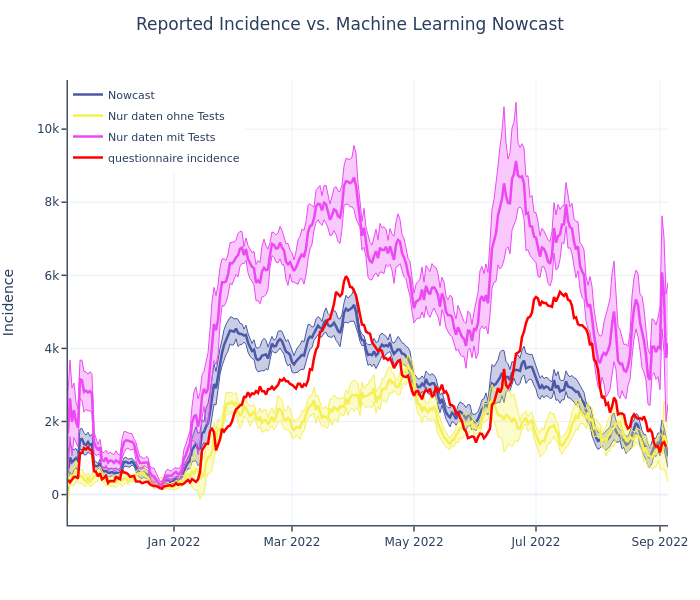 Reported Incidence vs. Machine Learning Nowcast
Nowcast
Nur daten ohne Tests
Nur daten mit Tests
questionnaire incidence
Incidence
10k
8k
6k
4k
2k
0
Jan 2022
Mar 2022
May 2022
Jul 2022
Sep 2022